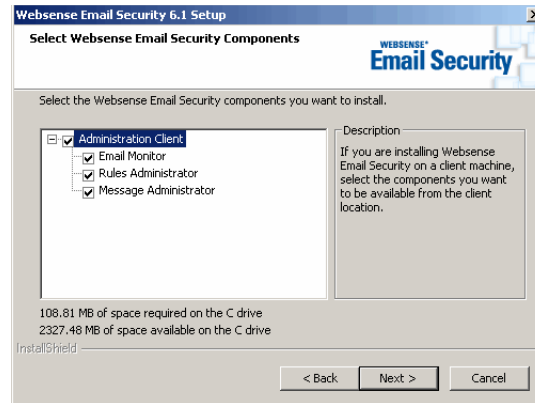 Websense Email Security 6.1 Setup
Select Websense Email Security Components
WEBSENSE®
Email Security
Select the Websense Email Security components you want to install.
Administration Client
Email Monitor
Rules Administrator
Message Administrator
Description
If you are installing Websense
Email Security on a client machine,
select the components you want
to be available from the client
location.
108.81 MB of space required on the C drive
2327.48 MB of space available on the C drive
InstallShield
< Back
Next >
Cancel